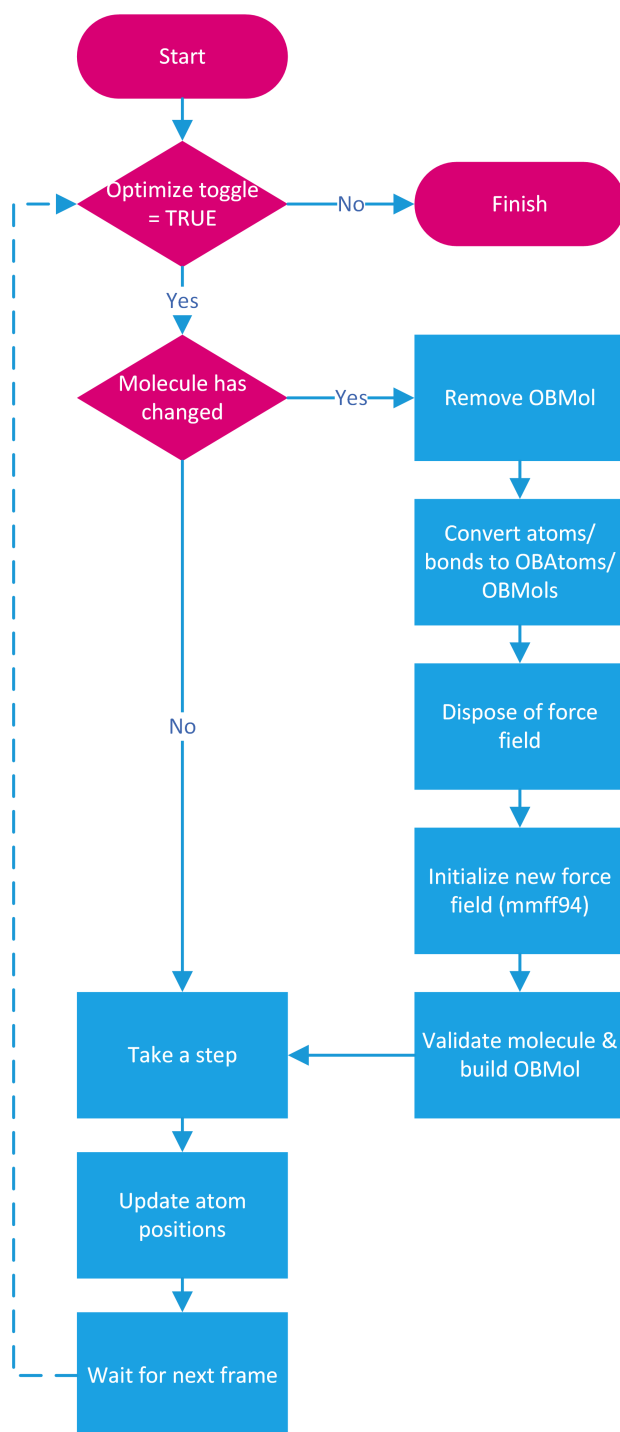 Start
Optimize toggle
= TRUE
No
Finish
Yes
Molecule has
changed
Yes
Remove OBMol
Convert atoms/
bonds to OBAtoms/
OBMols
Dispose of force
field
No
Initialize new force
field (mmff94)
Validate molecule &
build OBMol
Take a step
Update atom
positions
Wait for next frame